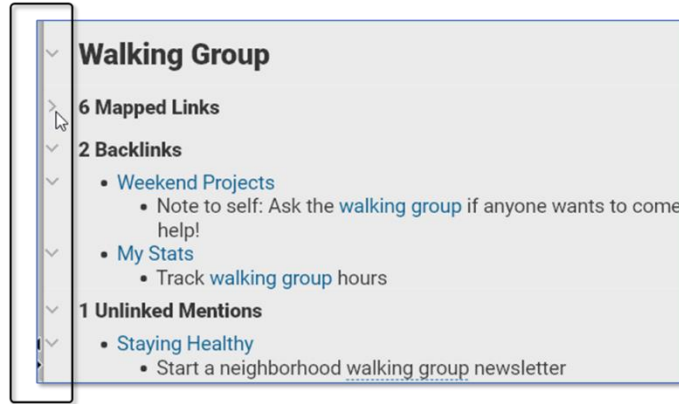 Walking Group
6 Mapped Links
2 Backlinks
• Weekend Projects
• Note to self: Ask the walking group if anyone wants to come
help!
• My Stats
• Track walking group hours
1 Unlinked Mentions
• Staying Healthy
• Start a neighborhood walking group newsletter